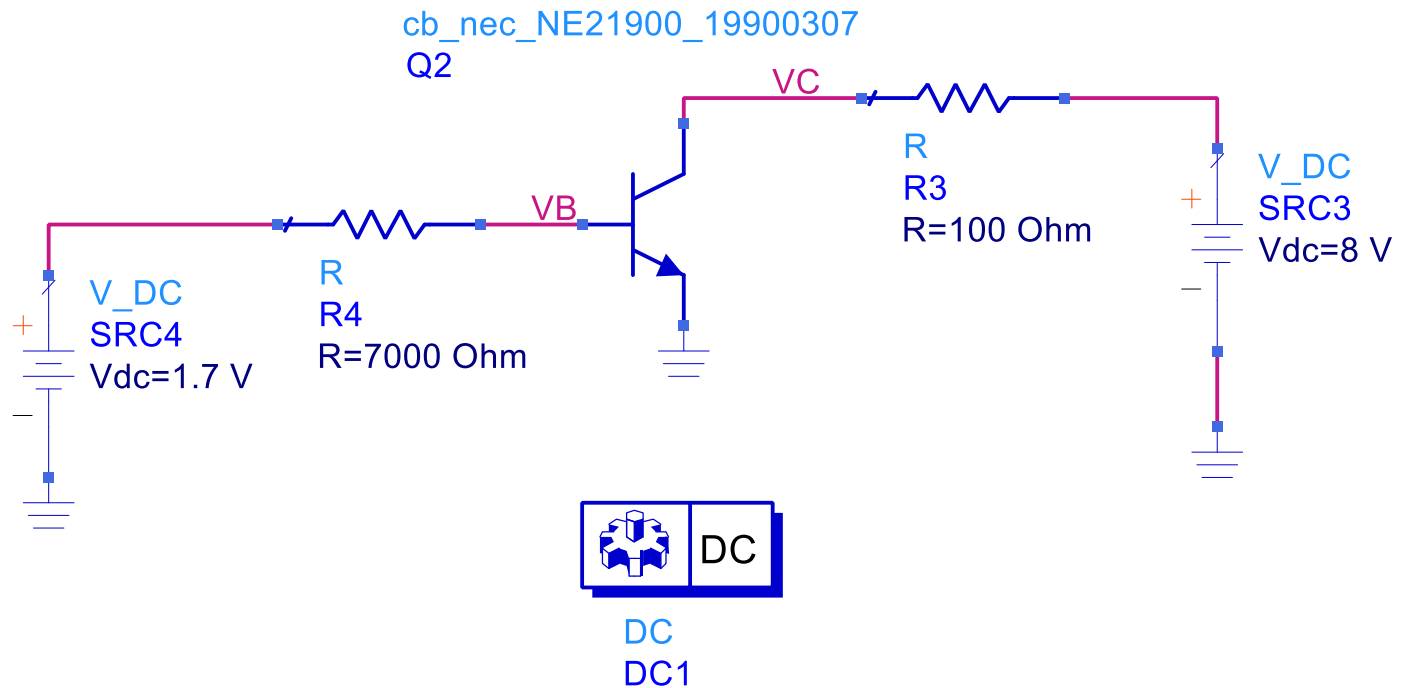 cb_nec_NE21900_19900307
Q2
VC
R
R3
R=100 Ohm
V_DC
SRC3
Vdc=8 V
+
−
VB
R
R4
R=7000 Ohm
V_DC
SRC4
Vdc=1.7 V
+
−
DC
DC
DC1